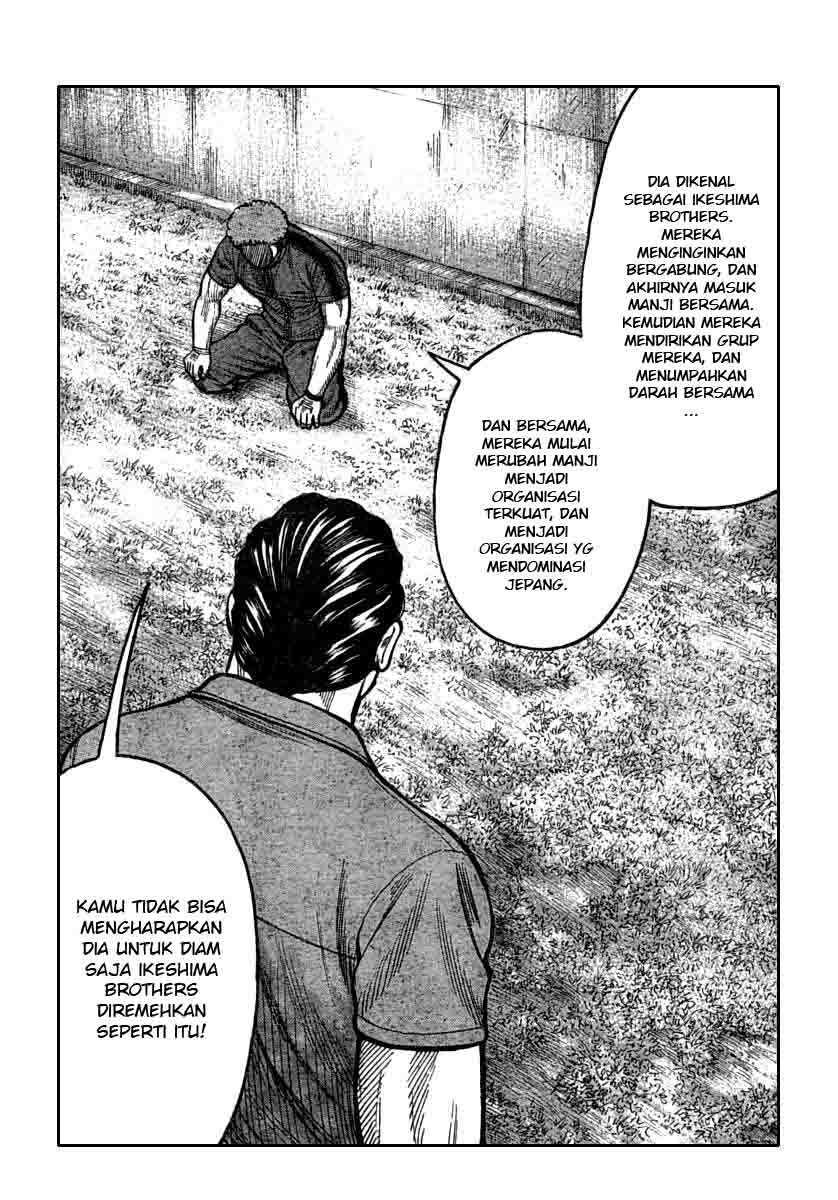 DIA DIKENAL
SEBAGAI IKESHIMA
BROTHERS.
MEREKA
MENGINGINKAN
BERGABUNG, DAN
AKHIRNYA MASUK
MANJI BERSAMA.
KEMUDIAN MEREKA
MENDIRIKAN GRUP
MEREKA, DAN
MENUMPAHKAN
DARAH BERSAMA
...
DAN BERSAMA,
MEREKA MULAI
MERUBAH MANJI
MENJADI
ORGANISASI
TERKUAT, DAN
MENJADI
ORGANISASI YG
MENDOMINASI
JEPANG.
KAMU TIDAK BISA
MENGHARAPKAN
DIA UNTUK DIAM
SAJA IKESHIMA
BROTHERS
DIREMEHKAN
SEPERTI ITU!